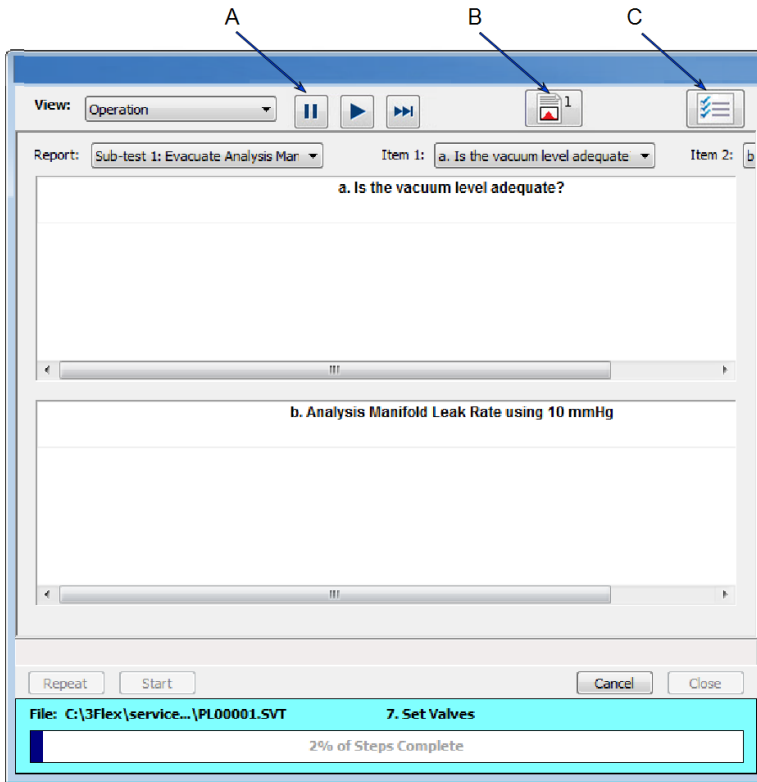 A B C
View: Operation 1
Report: Sub-test 1: Evacuate Analysis Mar Item 1: a. Is the vacuum level adequate Item 2: b
a. Is the vacuum level adequate?
b. Analysis Manifold Leak Rate using 10 mmHg
Repeat Start Cancel Close
File: C:\3Flex\service...\PL00001.SVT 7. Set Valves
2% of Steps Complete